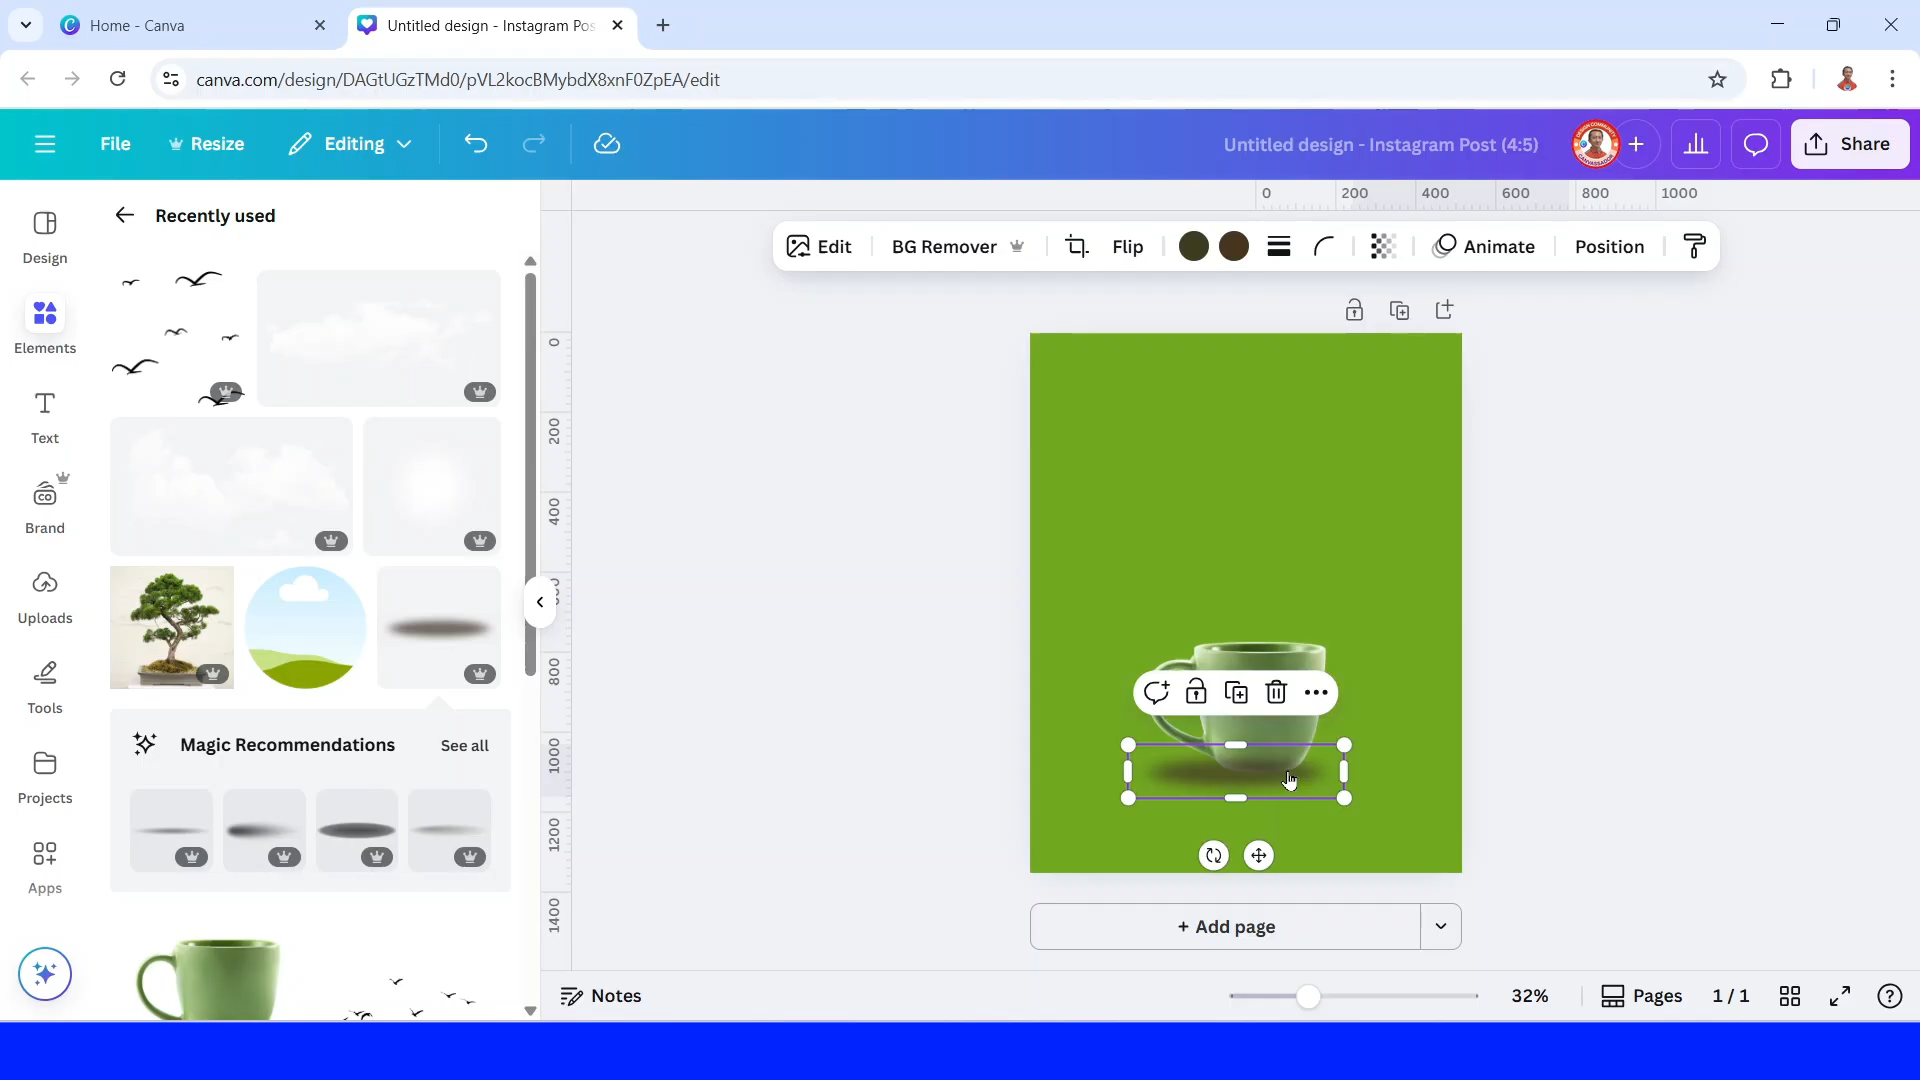 Home - Canva
Untitled design - Instagram Pos
canva.com/design/DAGtUGzTMd0/pVL2kocBMybdX8xnF0ZpEA/edit
File
Resize
Editing
Untitled design - Instagram Post (4:5)
Share
Design
Elements
Text
Brand
Uploads
Tools
Projects
Apps
Recently used
Magic Recommendations
See all
0 200 400 600 800 1000
Edit
BG Remover
Flip
Animate
Position
0
200
400
800
1000
1200
1400
+ Add page
Notes
32%
Pages
1 / 1